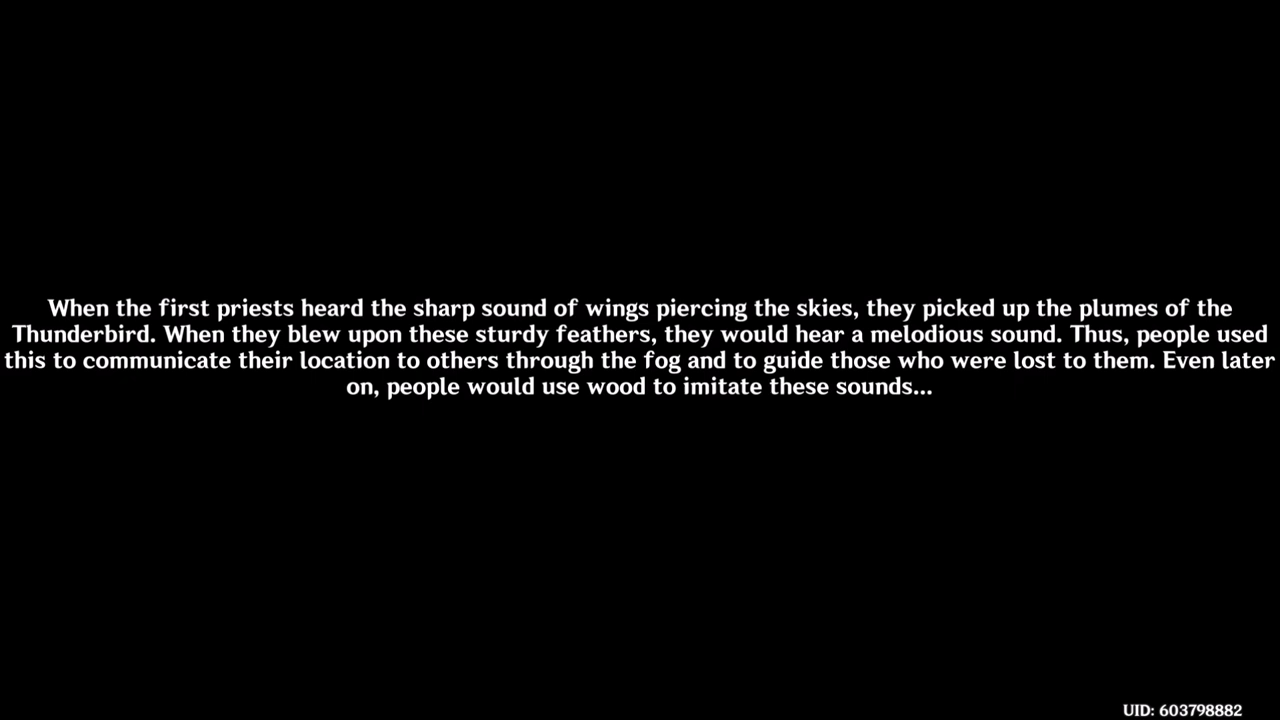 When the first priests heard the sharp sound of wings piercing the skies, they picked up the plumes of the
Thunderbird. When they blew upon these sturdy feathers, they would hear a melodious sound. Thus, people used
this to communicate their location to others through the fog and to guide those who were lost to them. Even later
on, people would use wood to imitate these sounds...
UID: 603798882